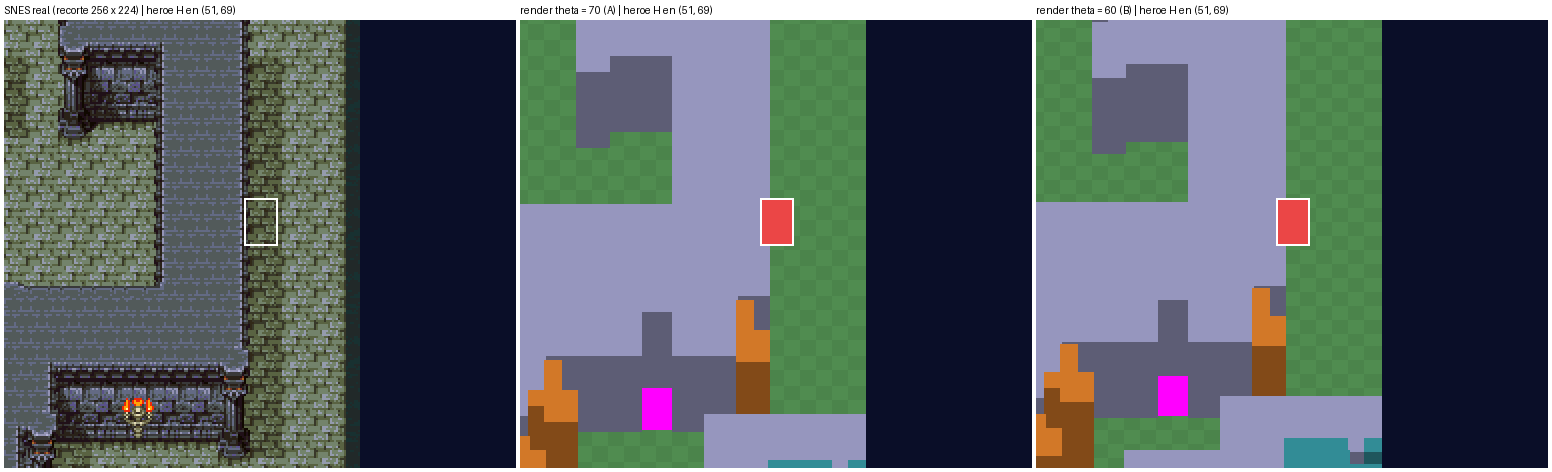 SNES real (recorte 256 x 224) | heroe H en (51, 69)
render theta = 70 (A) | heroe H en (51, 69)
render theta = 60 (B) | heroe H en (51, 69)